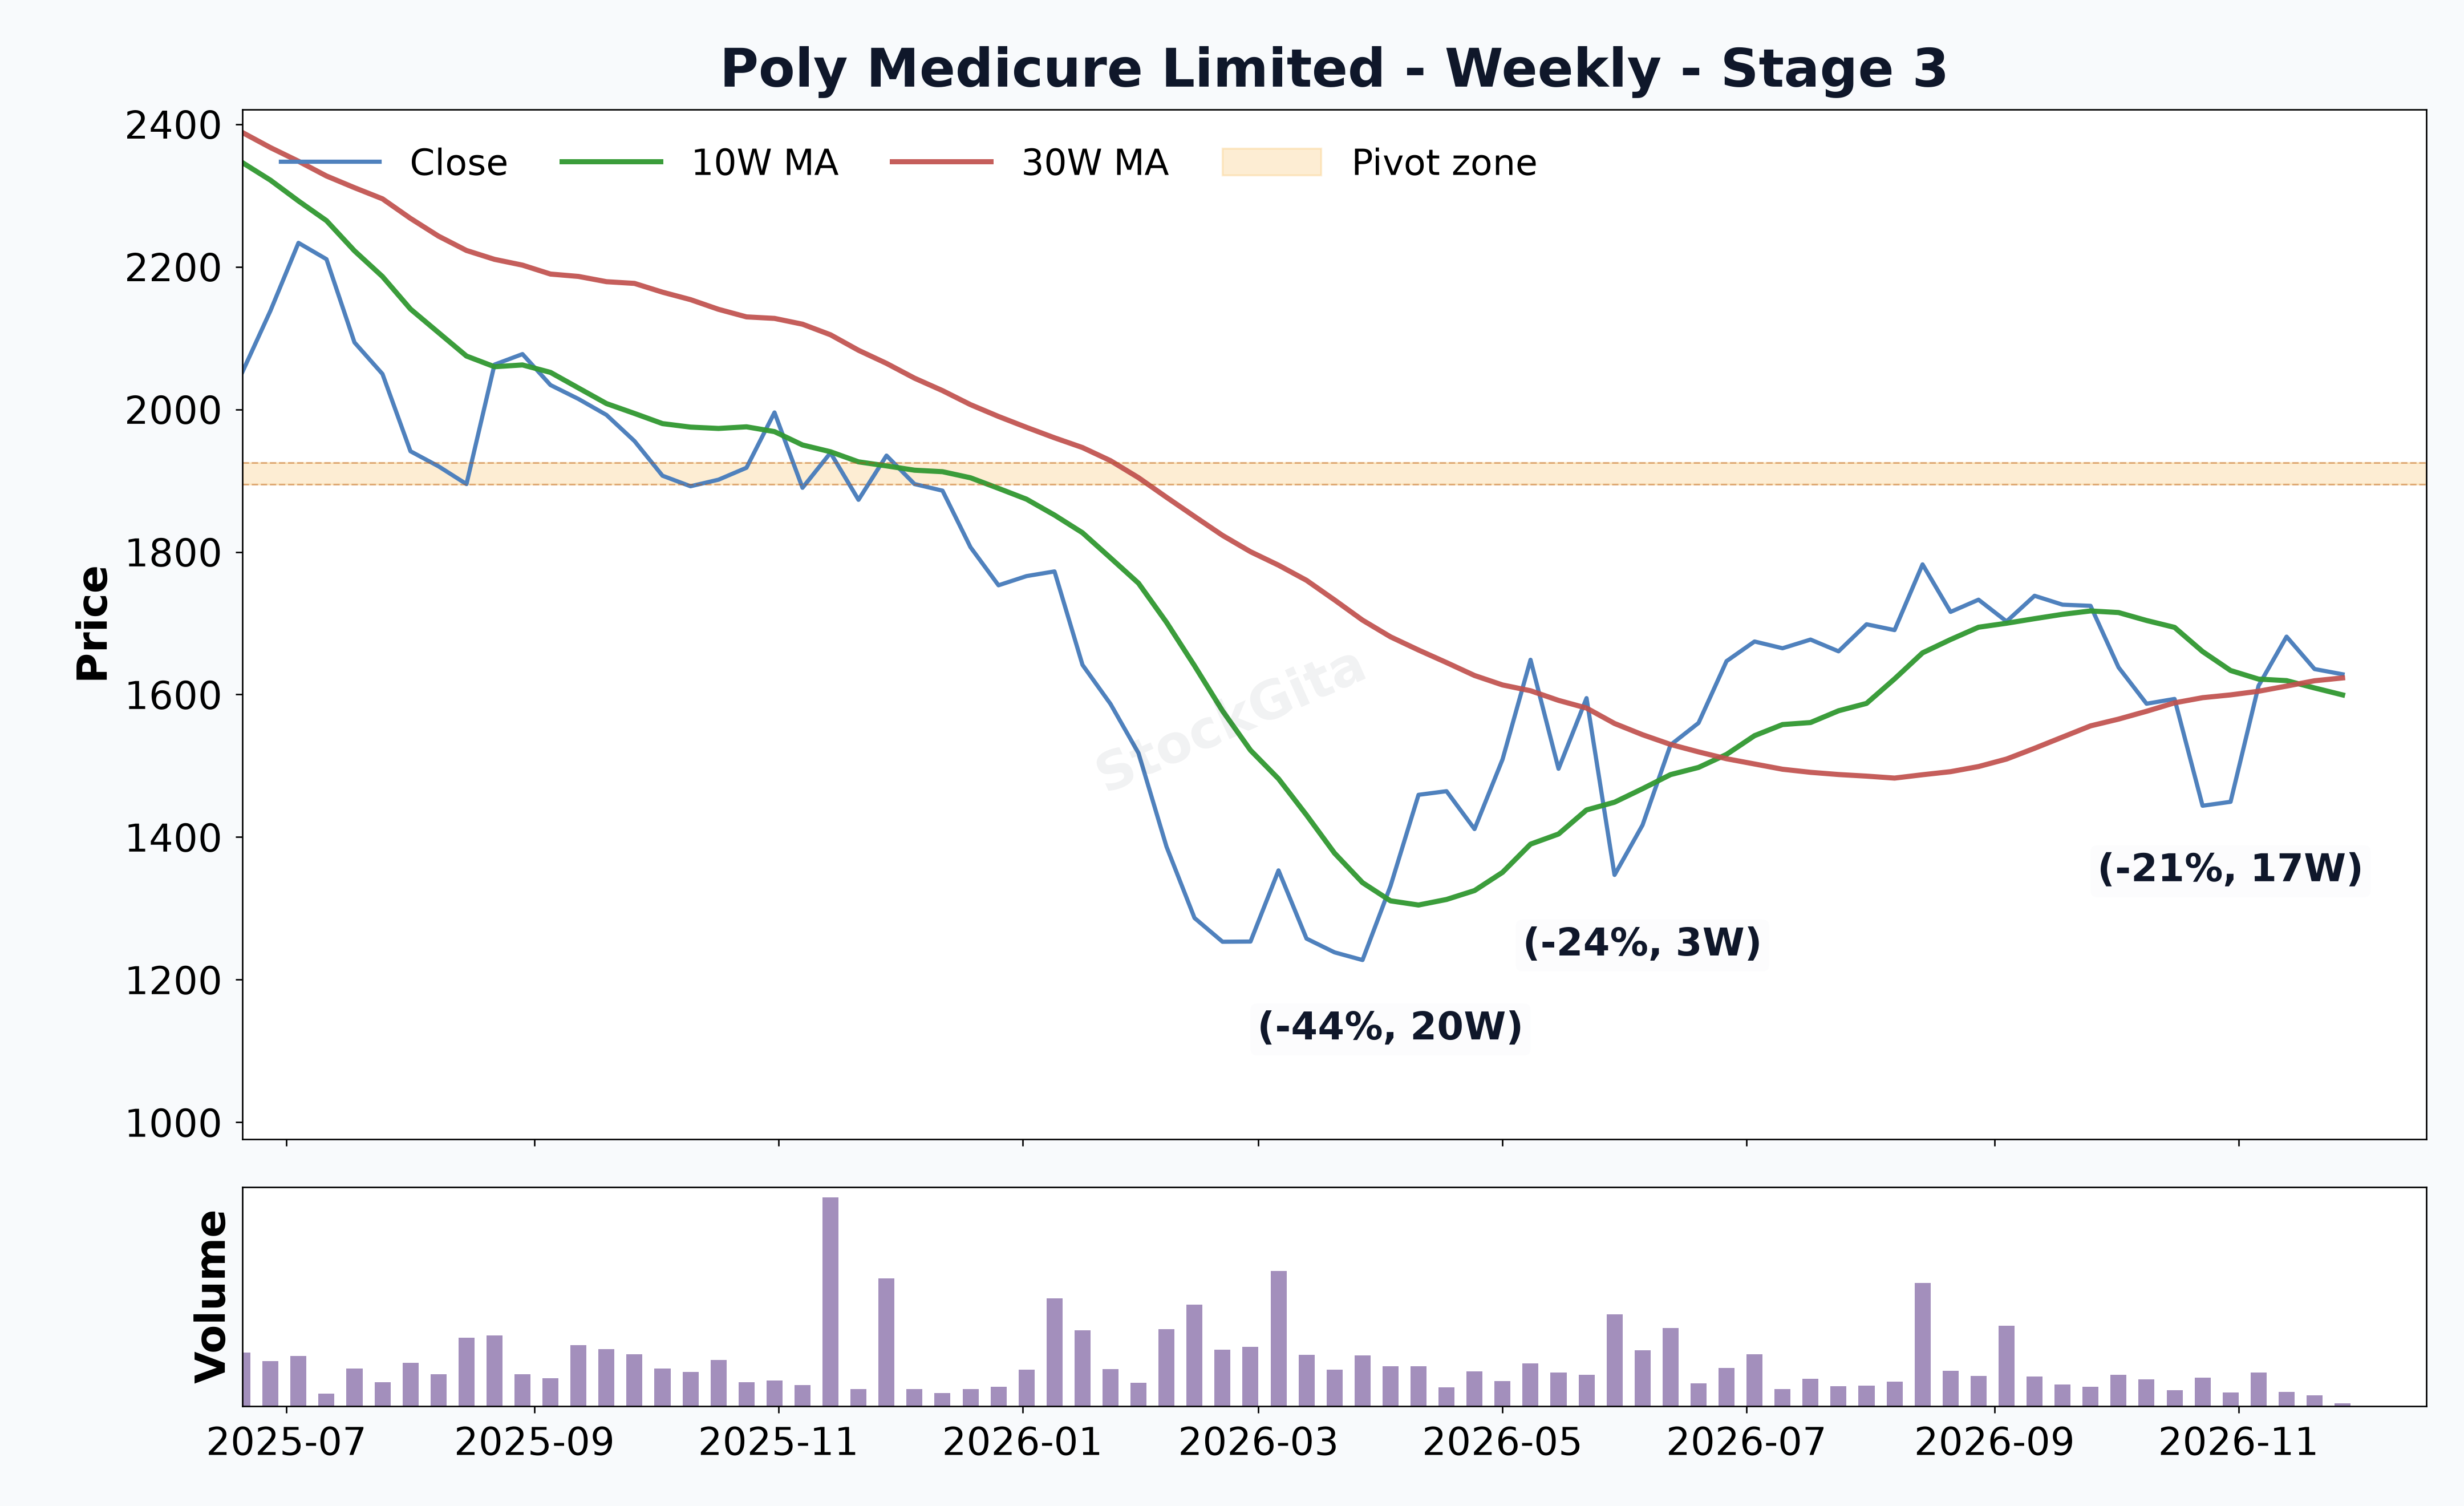 Poly Medicure Limited - Weekly - Stage 3
Close 10W MA 30W MA Pivot zone
Price
2400
2200
2000
1800
1600
1400
1200
1000
StockGita
(-21%, 17W)
(-24%, 3W)
(-44%, 20W)
Volume
2025-07 2025-09 2025-11 2026-01 2026-03 2026-05 2026-07 2026-09 2026-11